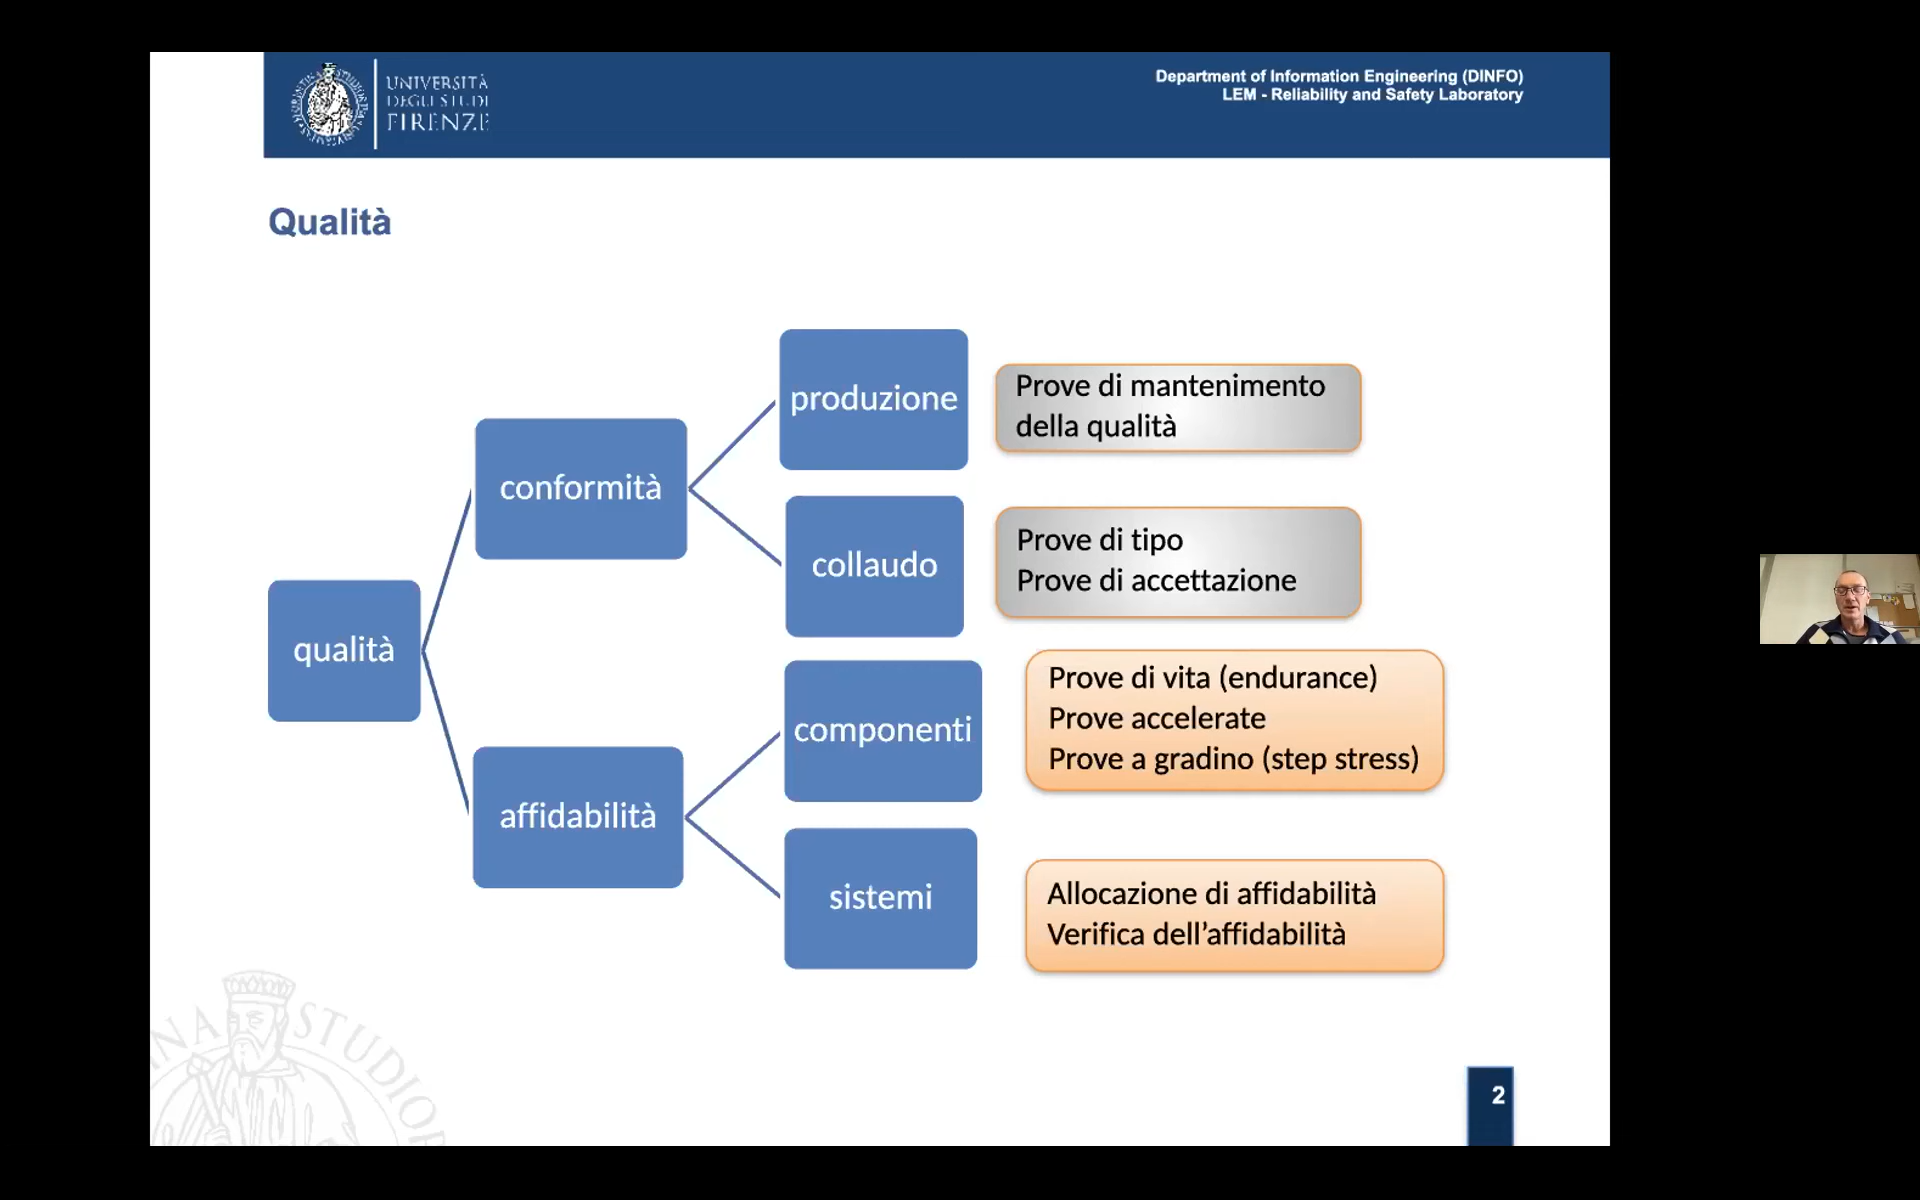 UNIVERSITÀ
DEGLI STUDI
FIRENZE
Department of Information Engineering (DINFO)
LEM - Reliability and Safety Laboratory
Qualità
qualità
conformità
produzione
Prove di mantenimento
della qualità
collaudo
Prove di tipo
Prove di accettazione
affidabilità
componenti
Prove di vita (endurance)
Prove accelerate
Prove a gradino (step stress)
sistemi
Allocazione di affidabilità
Verifica dell’affidabilità
2